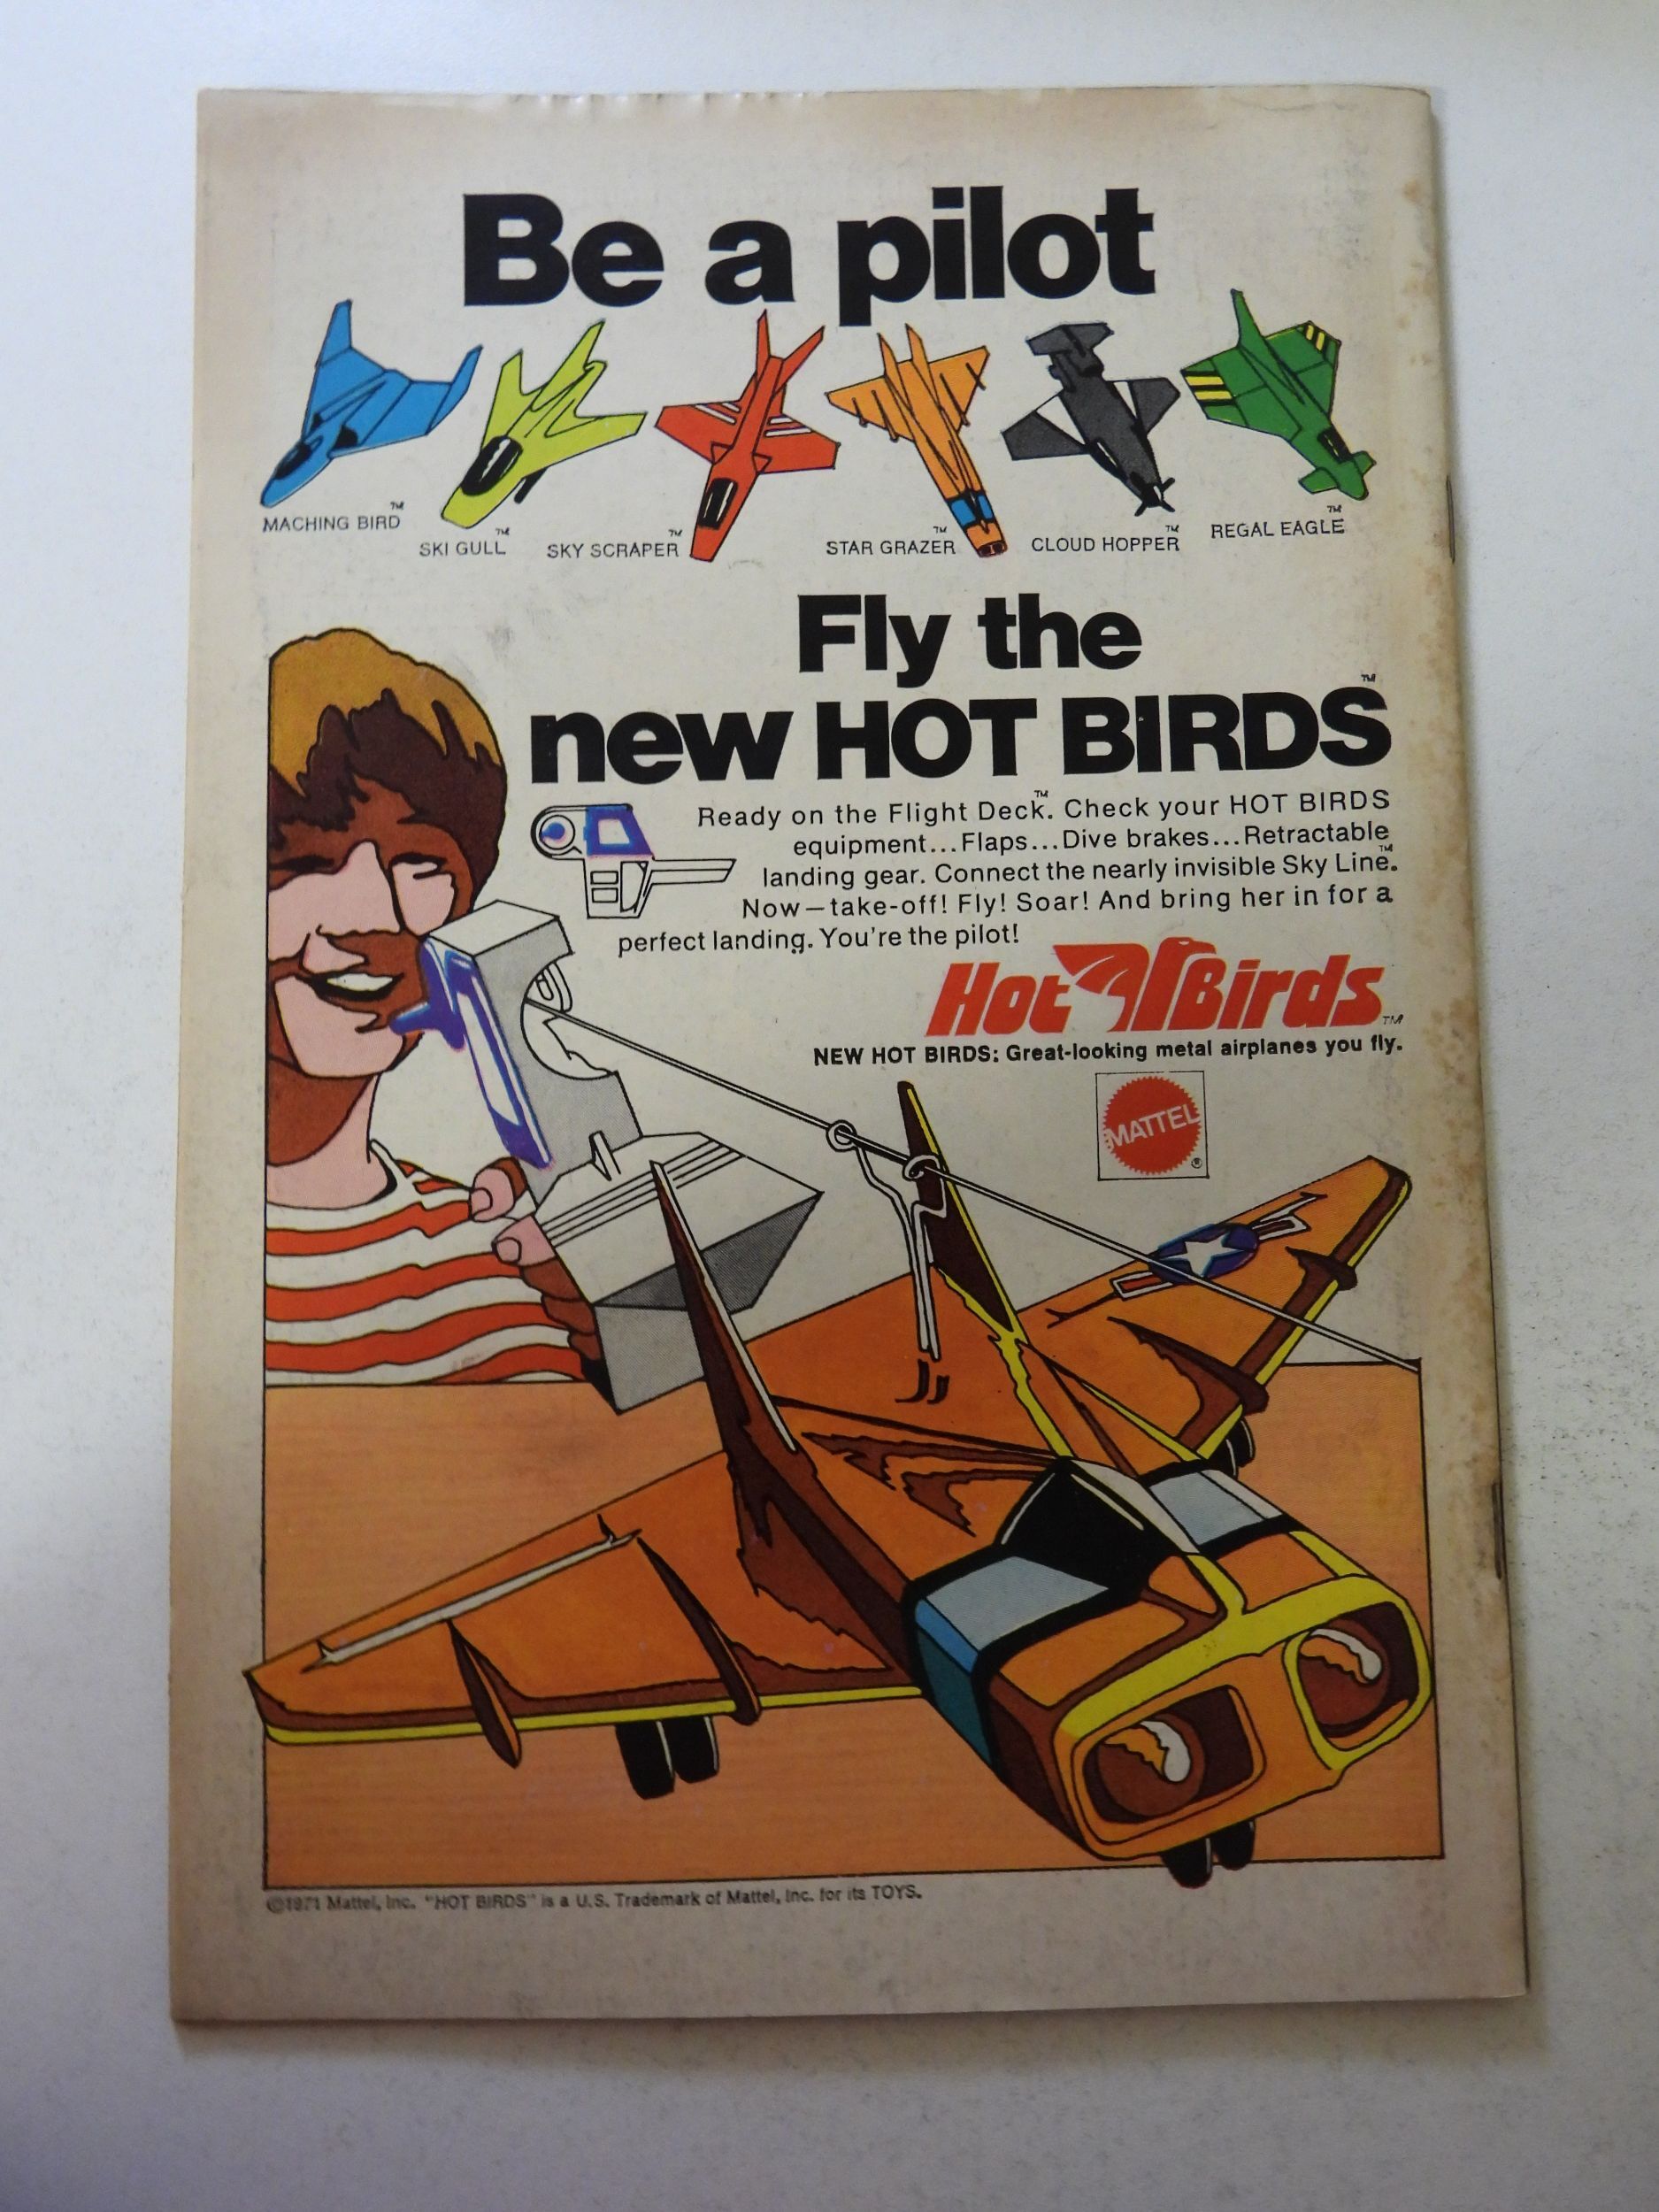 Be a pilot
MACHING BIRD™
SKI GULL™
SKY SCRAPER™
STAR GRAZER™
CLOUD HOPPER™
REGAL EAGLE™
Fly the
new HOT BIRDS™
Ready on the Flight Deck™. Check your HOT BIRDS
equipment...Flaps...Dive brakes...Retractable
landing gear. Connect the nearly invisible Sky Line™.
Now—take-off! Fly! Soar! And bring her in for a
perfect landing. You're the pilot!
Hot Birds™
NEW HOT BIRDS: Great-looking metal airplanes you fly.
MATTEL®
©1971 Mattel, Inc. "HOT BIRDS" is a U.S. Trademark of Mattel, Inc. for its TOYS.